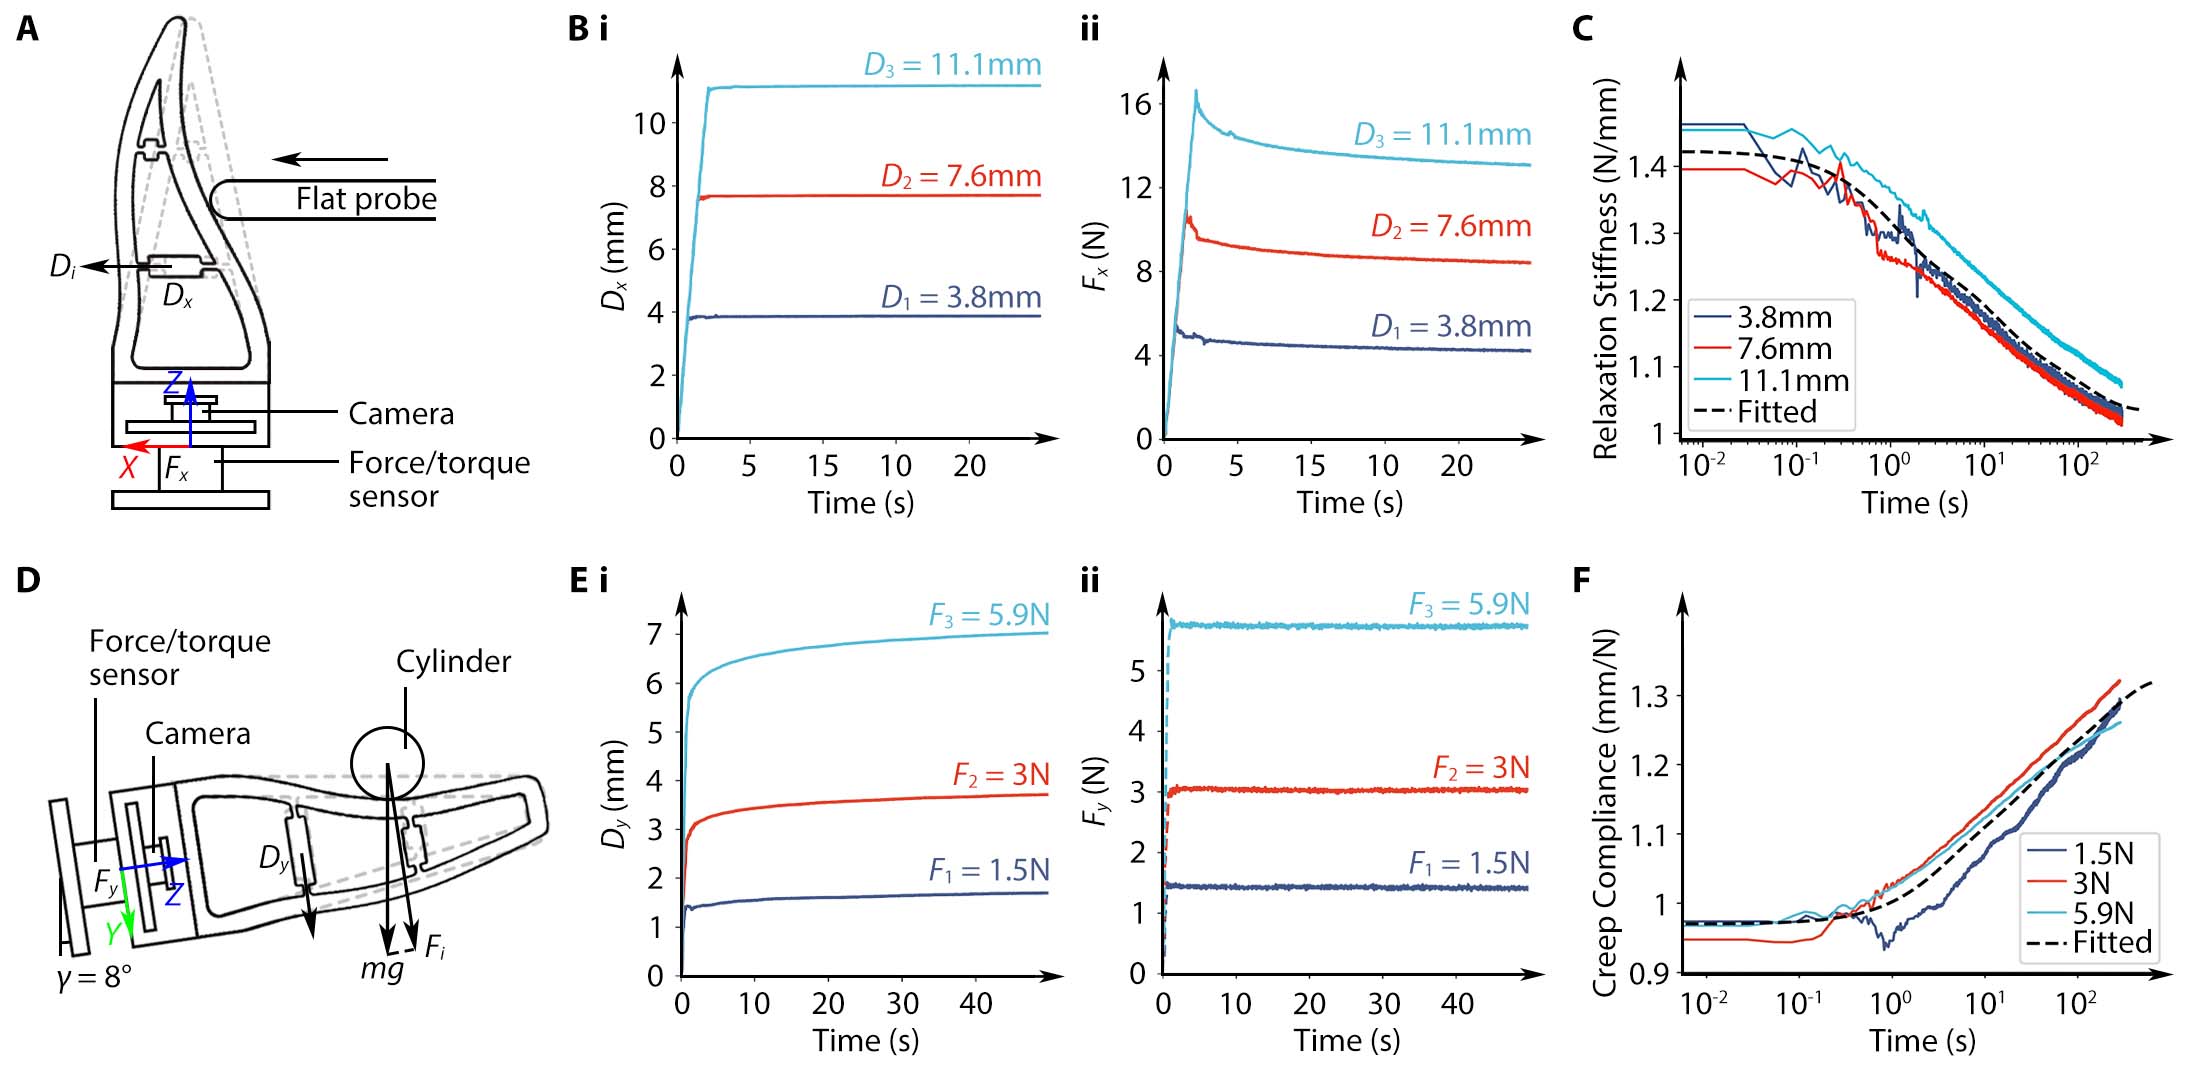 A
Flat probe
Di
Dx
Z
Camera
X
Fx
Force/torque
sensor
B i
Dx (mm)
10
8
6
4
2
0
D3 = 11.1mm
D2 = 7.6mm
D1 = 3.8mm
0 5 15 10 20
Time (s)
ii
Fx (N)
16
12
8
4
0
D3 = 11.1mm
D2 = 7.6mm
D1 = 3.8mm
0 5 15 10 20
Time (s)
C
Relaxation Stiffness (N/mm)
1.4
1.3
1.2
1.1
1
3.8mm
7.6mm
11.1mm
Fitted
10-2 10-1 100 101 102
Time (s)
D
Force/torque
sensor
Camera
Cylinder
Dy
Fy
Z
Y
γ = 8°
mg
Fi
E i
Dy (mm)
7
6
5
4
3
2
1
0
F3 = 5.9N
F2 = 3N
F1 = 1.5N
0 10 20 30 40
Time (s)
ii
Fy (N)
5
4
3
2
1
0
F3 = 5.9N
F2 = 3N
F1 = 1.5N
0 10 20 30 40
Time (s)
F
Creep Compliance (mm/N)
1.3
1.2
1.1
1
0.9
1.5N
3N
5.9N
Fitted
10-2 10-1 100 101 102
Time (s)